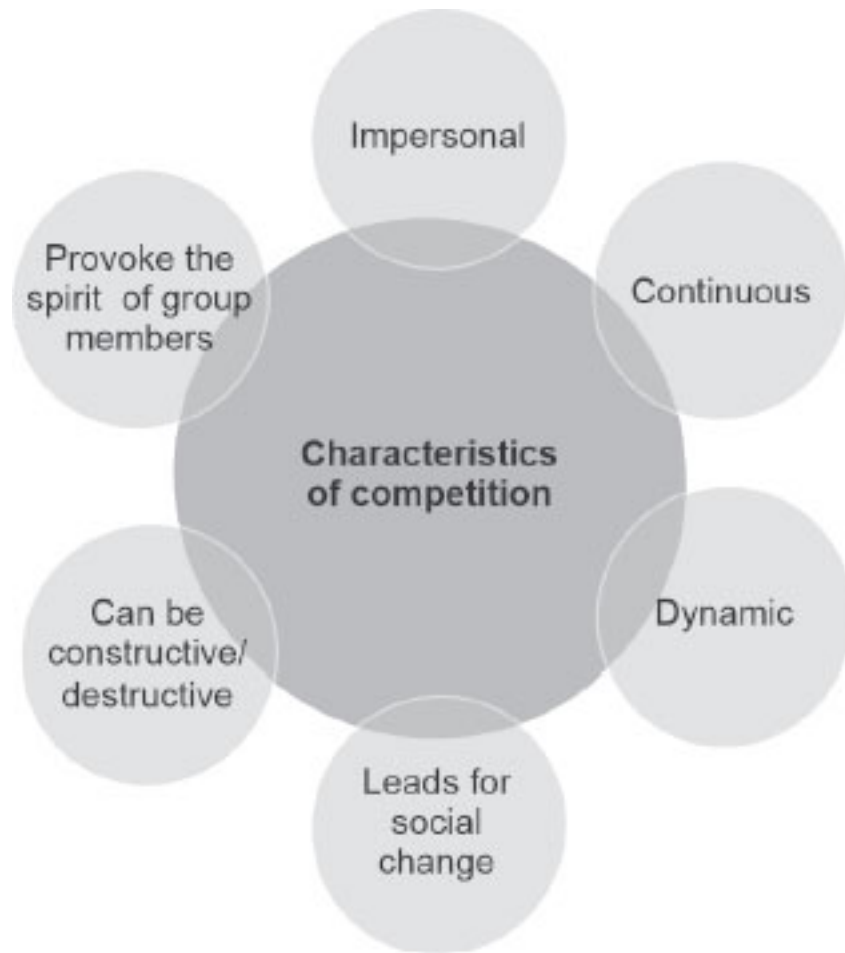 Impersonal
Continuous
Dynamic
Leads for
social
change
Can be
constructive/
destructive
Provoke the
spirit of group
members
Characteristics
of competition